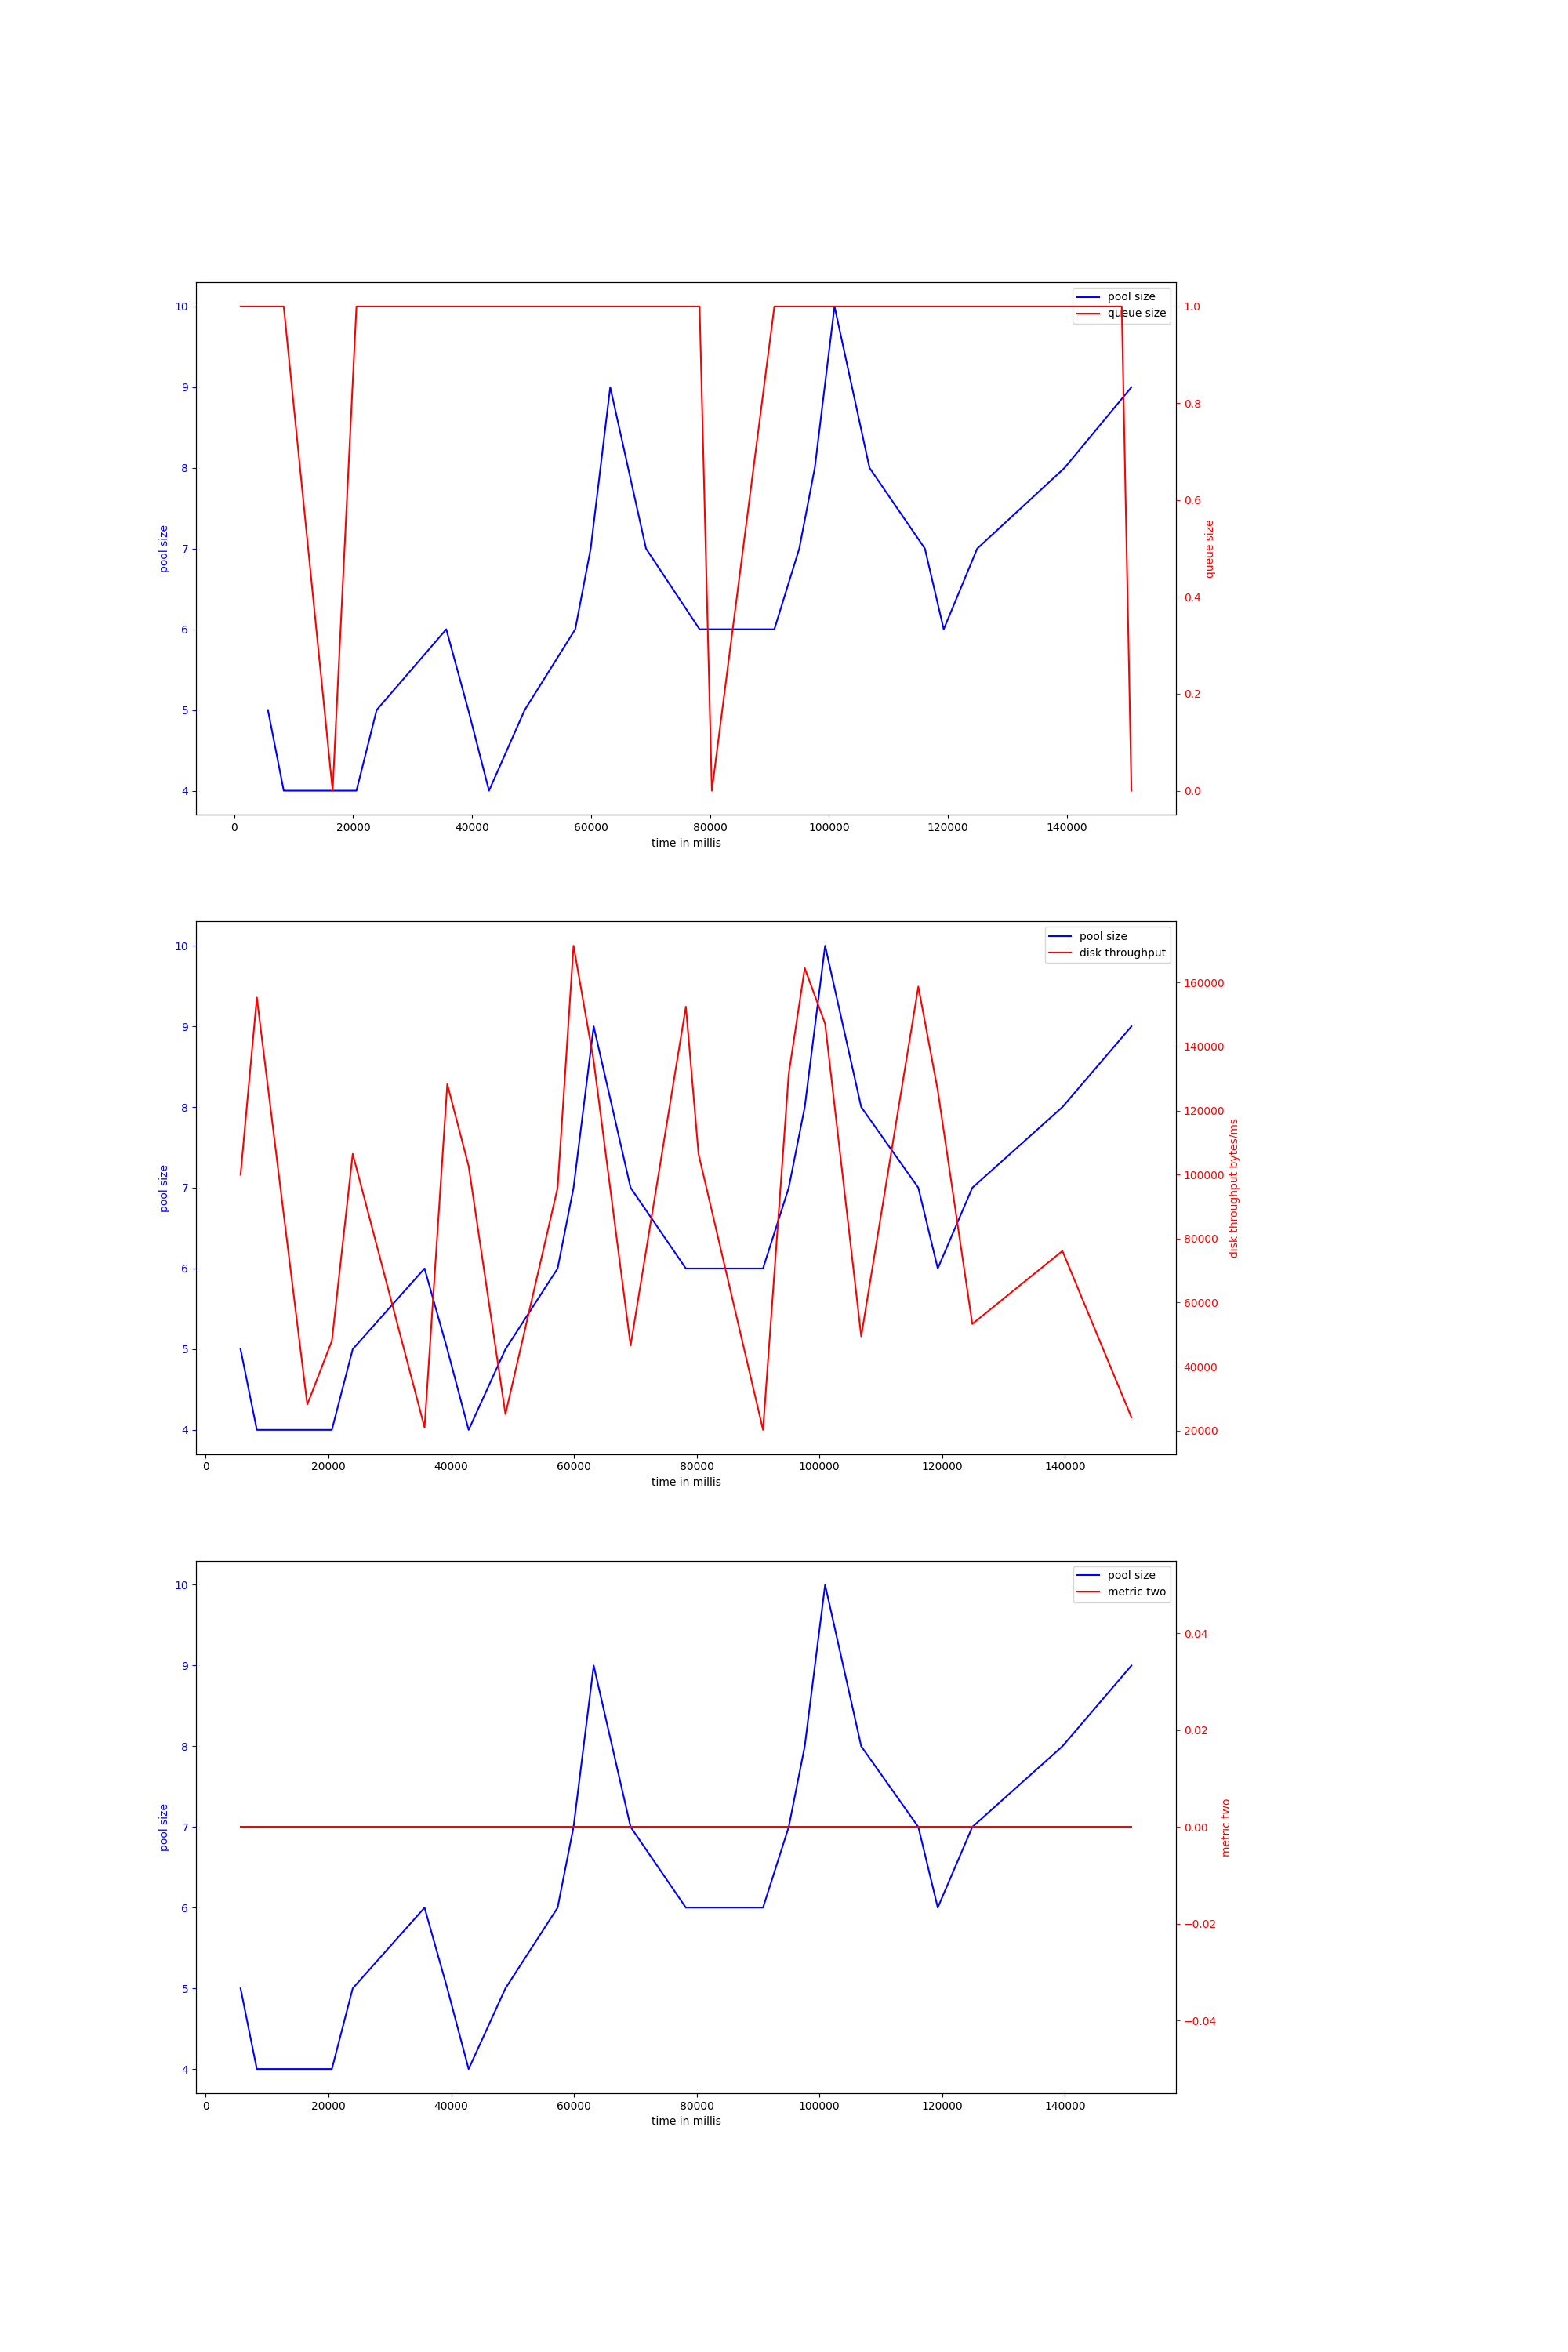 pool size
queue size
10
9
8
7
6
5
4
pool size
1.0
0.8
0.6
0.4
0.2
0.0
queue size
0 20000 40000 60000 80000 100000 120000 140000
time in millis
pool size
disk throughput
10
9
8
7
6
5
4
pool size
160000
140000
120000
100000
80000
60000
40000
20000
disk throughput bytes/ms
0 20000 40000 60000 80000 100000 120000 140000
time in millis
pool size
metric two
10
9
8
7
6
5
4
pool size
0.04
0.02
0.00
−0.02
−0.04
metric two
0 20000 40000 60000 80000 100000 120000 140000
time in millis